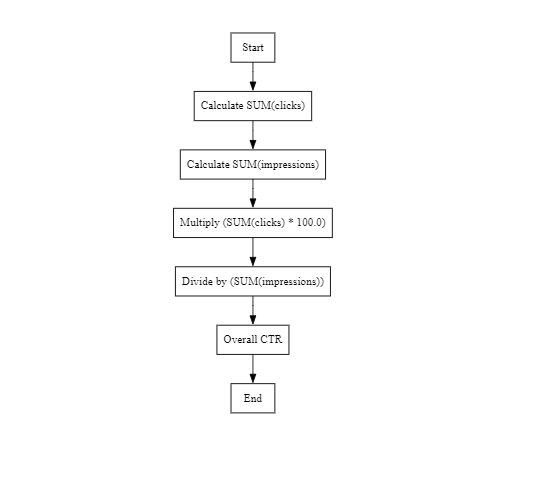 Start
Calculate SUM(clicks)
Calculate SUM(impressions)
Multiply (SUM(clicks) * 100.0)
Divide by (SUM(impressions))
Overall CTR
End